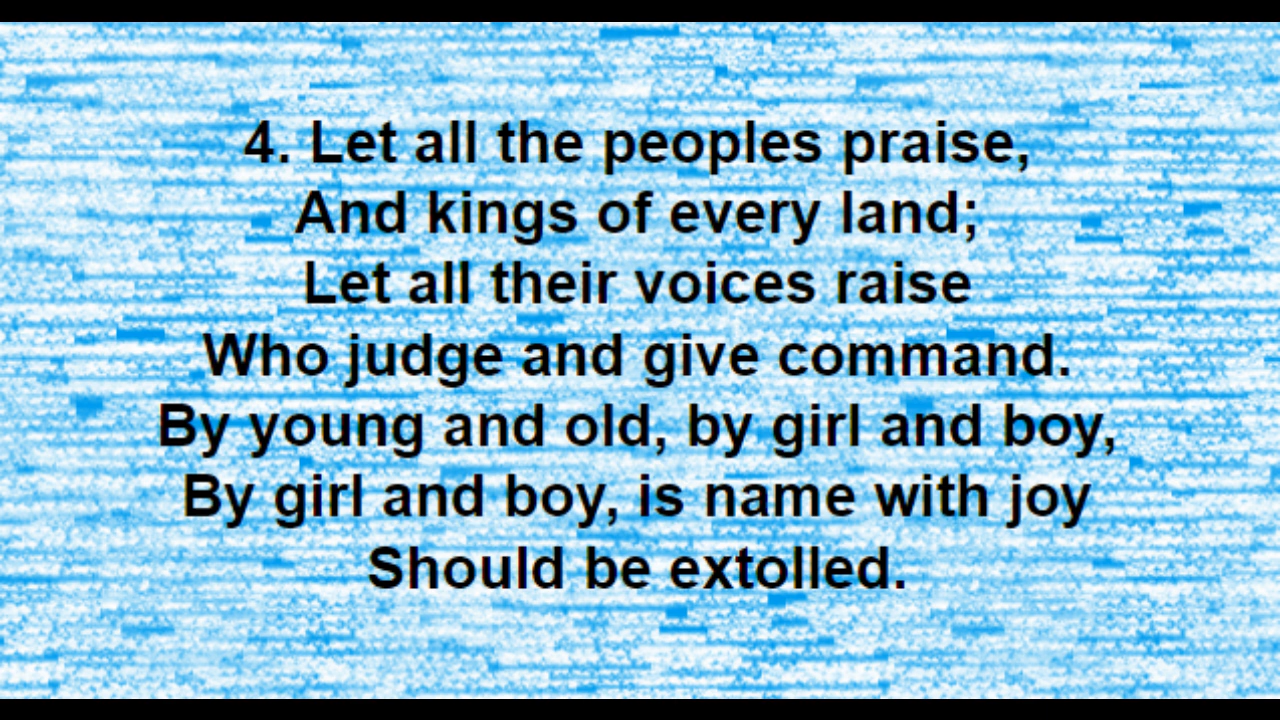 4. Let all the peoples praise,
And kings of every land;
Let all their voices raise
Who judge and give command.
By young and old, by girl and boy,
By girl and boy, is name with joy
Should be extolled.